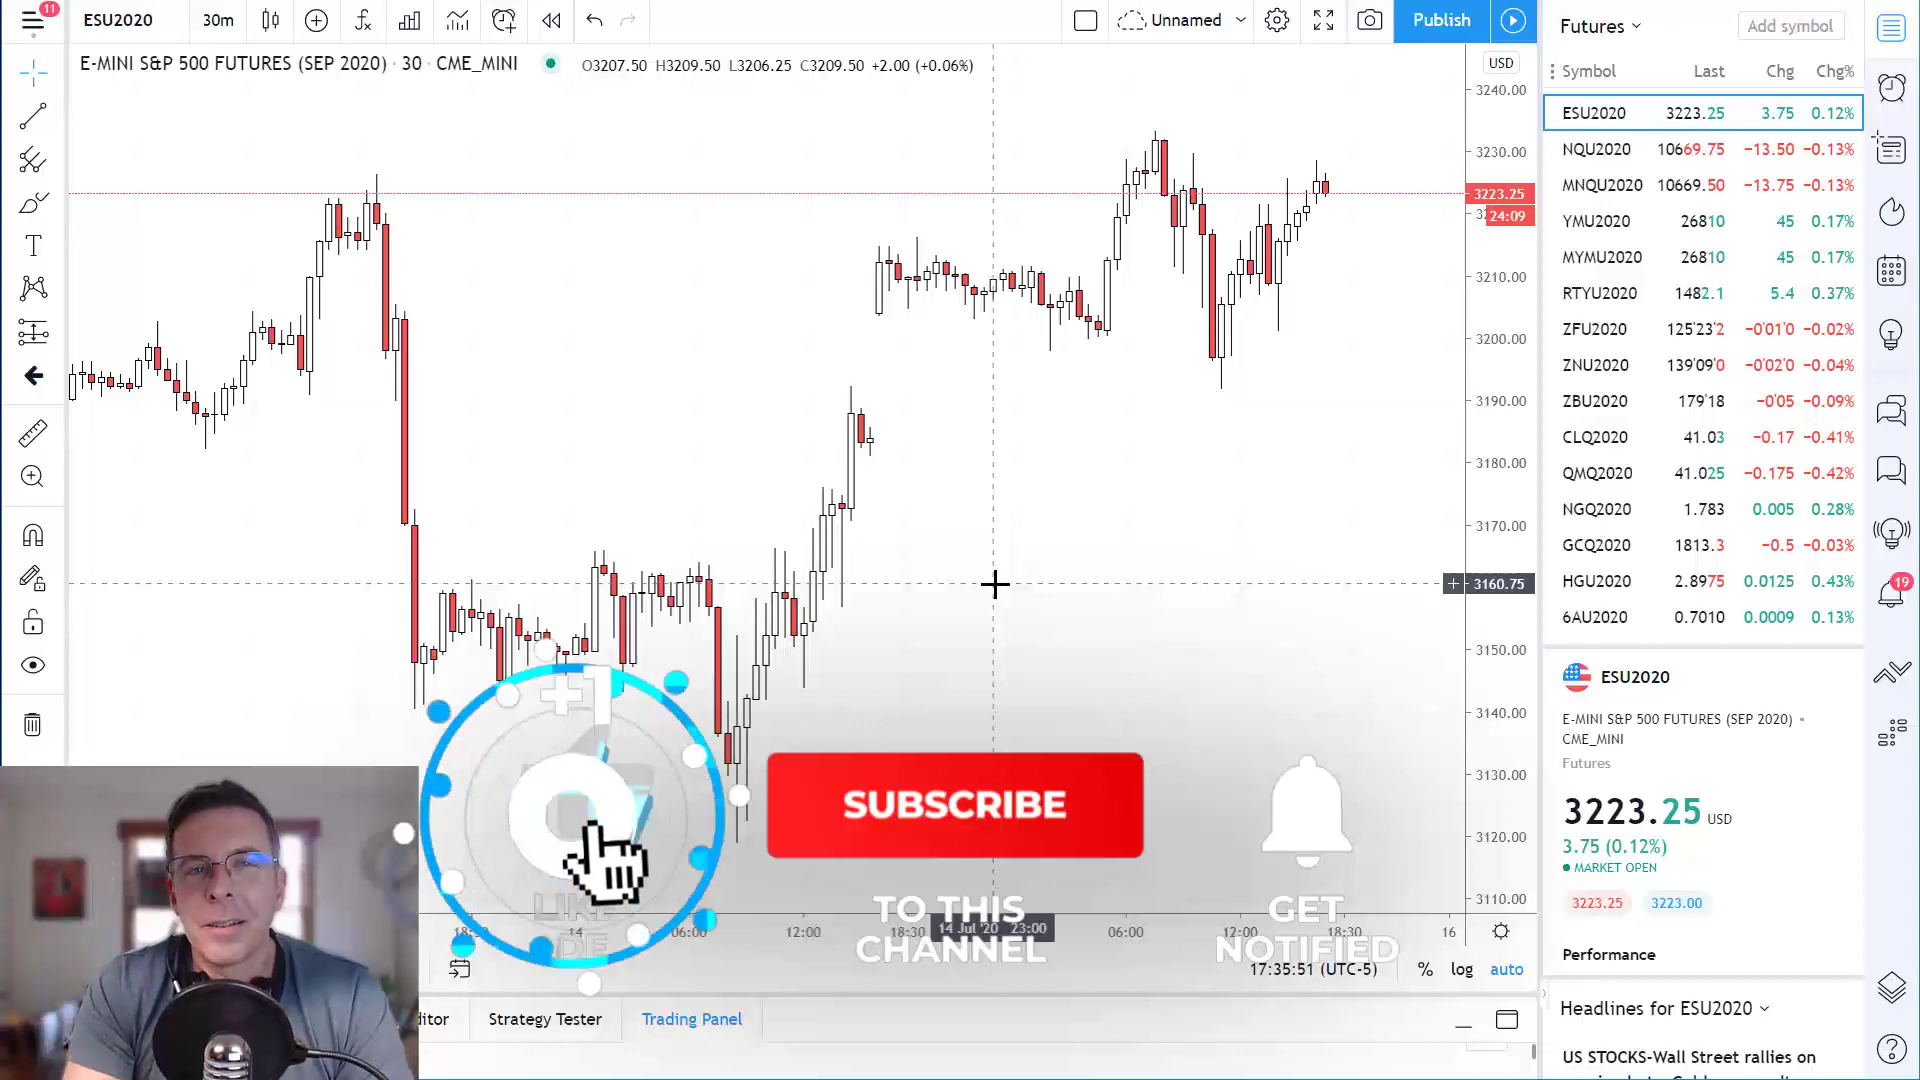 11
ESU2020
30m
Unnamed
Publish
Futures
Add symbol
E-MINI S&P 500 FUTURES (SEP 2020) · 30 · CME_MINI
O3207.50 H3209.50 L3206.25 C3209.50 +2.00 (+0.06%)
USD
Symbol Last Chg Chg%
ESU2020 3223.25 3.75 0.12%
NQU2020 10669.75 −13.50 −0.13%
MNQU2020 10669.50 −13.75 −0.13%
YMU2020 26810 45 0.17%
MYMU2020 26810 45 0.17%
RTYU2020 1482.1 5.4 0.37%
ZFU2020 125'23'2 −0'01'0 −0.02%
ZNU2020 139'09'0 −0'02'0 −0.04%
ZBU2020 179'18 −0'05 −0.09%
CLQ2020 41.03 −0.17 −0.41%
QMQ2020 41.025 −0.175 −0.42%
NGQ2020 1.783 0.005 0.28%
GCQ2020 1813.3 −0.5 −0.03%
HGU2020 2.8975 0.0125 0.43%
6AU2020 0.7010 0.0009 0.13%
19
3240.00
3230.00
3223.25
24:09
3210.00
3200.00
3190.00
3180.00
3170.00
3160.75
3150.00
3140.00
3130.00
3120.00
3110.00
ESU2020
E-MINI S&P 500 FUTURES (SEP 2020) •
CME_MINI
Futures
3223.25 USD
3.75 (0.12%)
MARKET OPEN
3223.25 3223.00
Performance
Headlines for ESU2020
US STOCKS-Wall Street rallies on
+1
SUBSCRIBE
TO THIS
CHANNEL
GET
NOTIFIED
14 06:00 12:00 18:30 14 Jul '20 23:00 06:00 12:00 18:30 16
17:35:51 (UTC-5) % log auto
Strategy Tester
Trading Panel